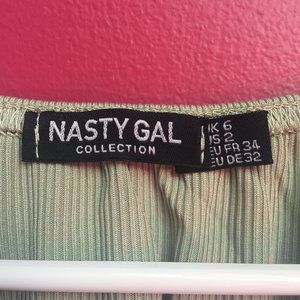 NASTY GAL
COLLECTION
UK 6
US 2
EU FR 34
EU DE 32